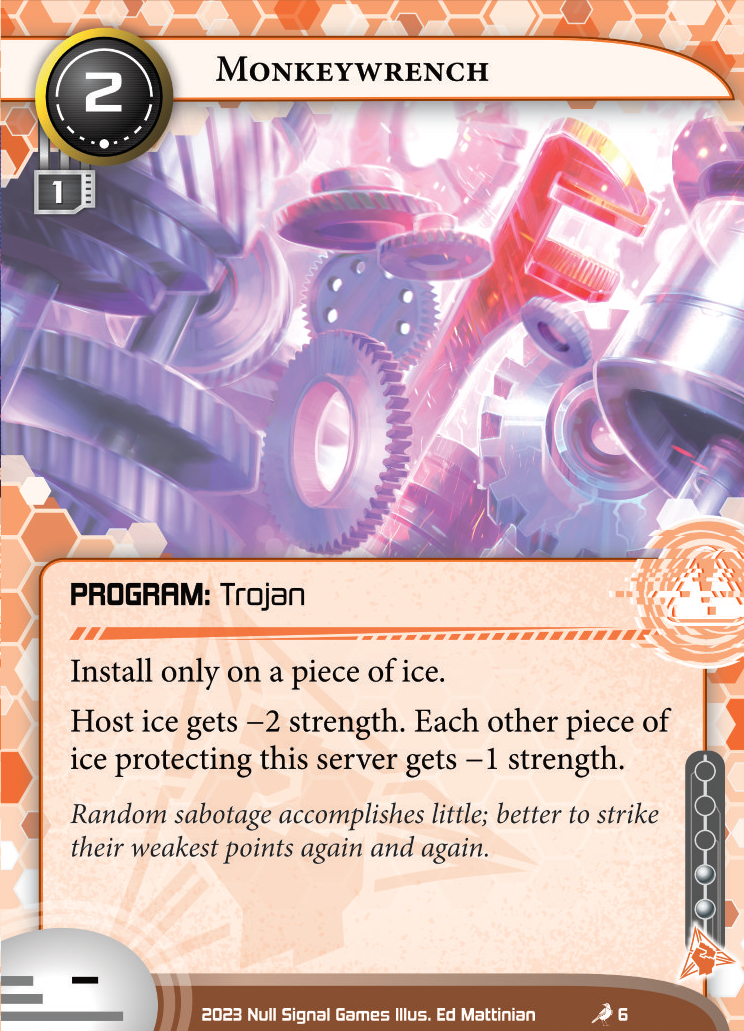 Monkeywrench
2
1
PROGRAM: Trojan
Install only on a piece of ice.
Host ice gets −2 strength. Each other piece of
ice protecting this server gets −1 strength.
Random sabotage accomplishes little; better to strike
their weakest points again and again.
2023 Null Signal Games Illus. Ed Mattinian
6